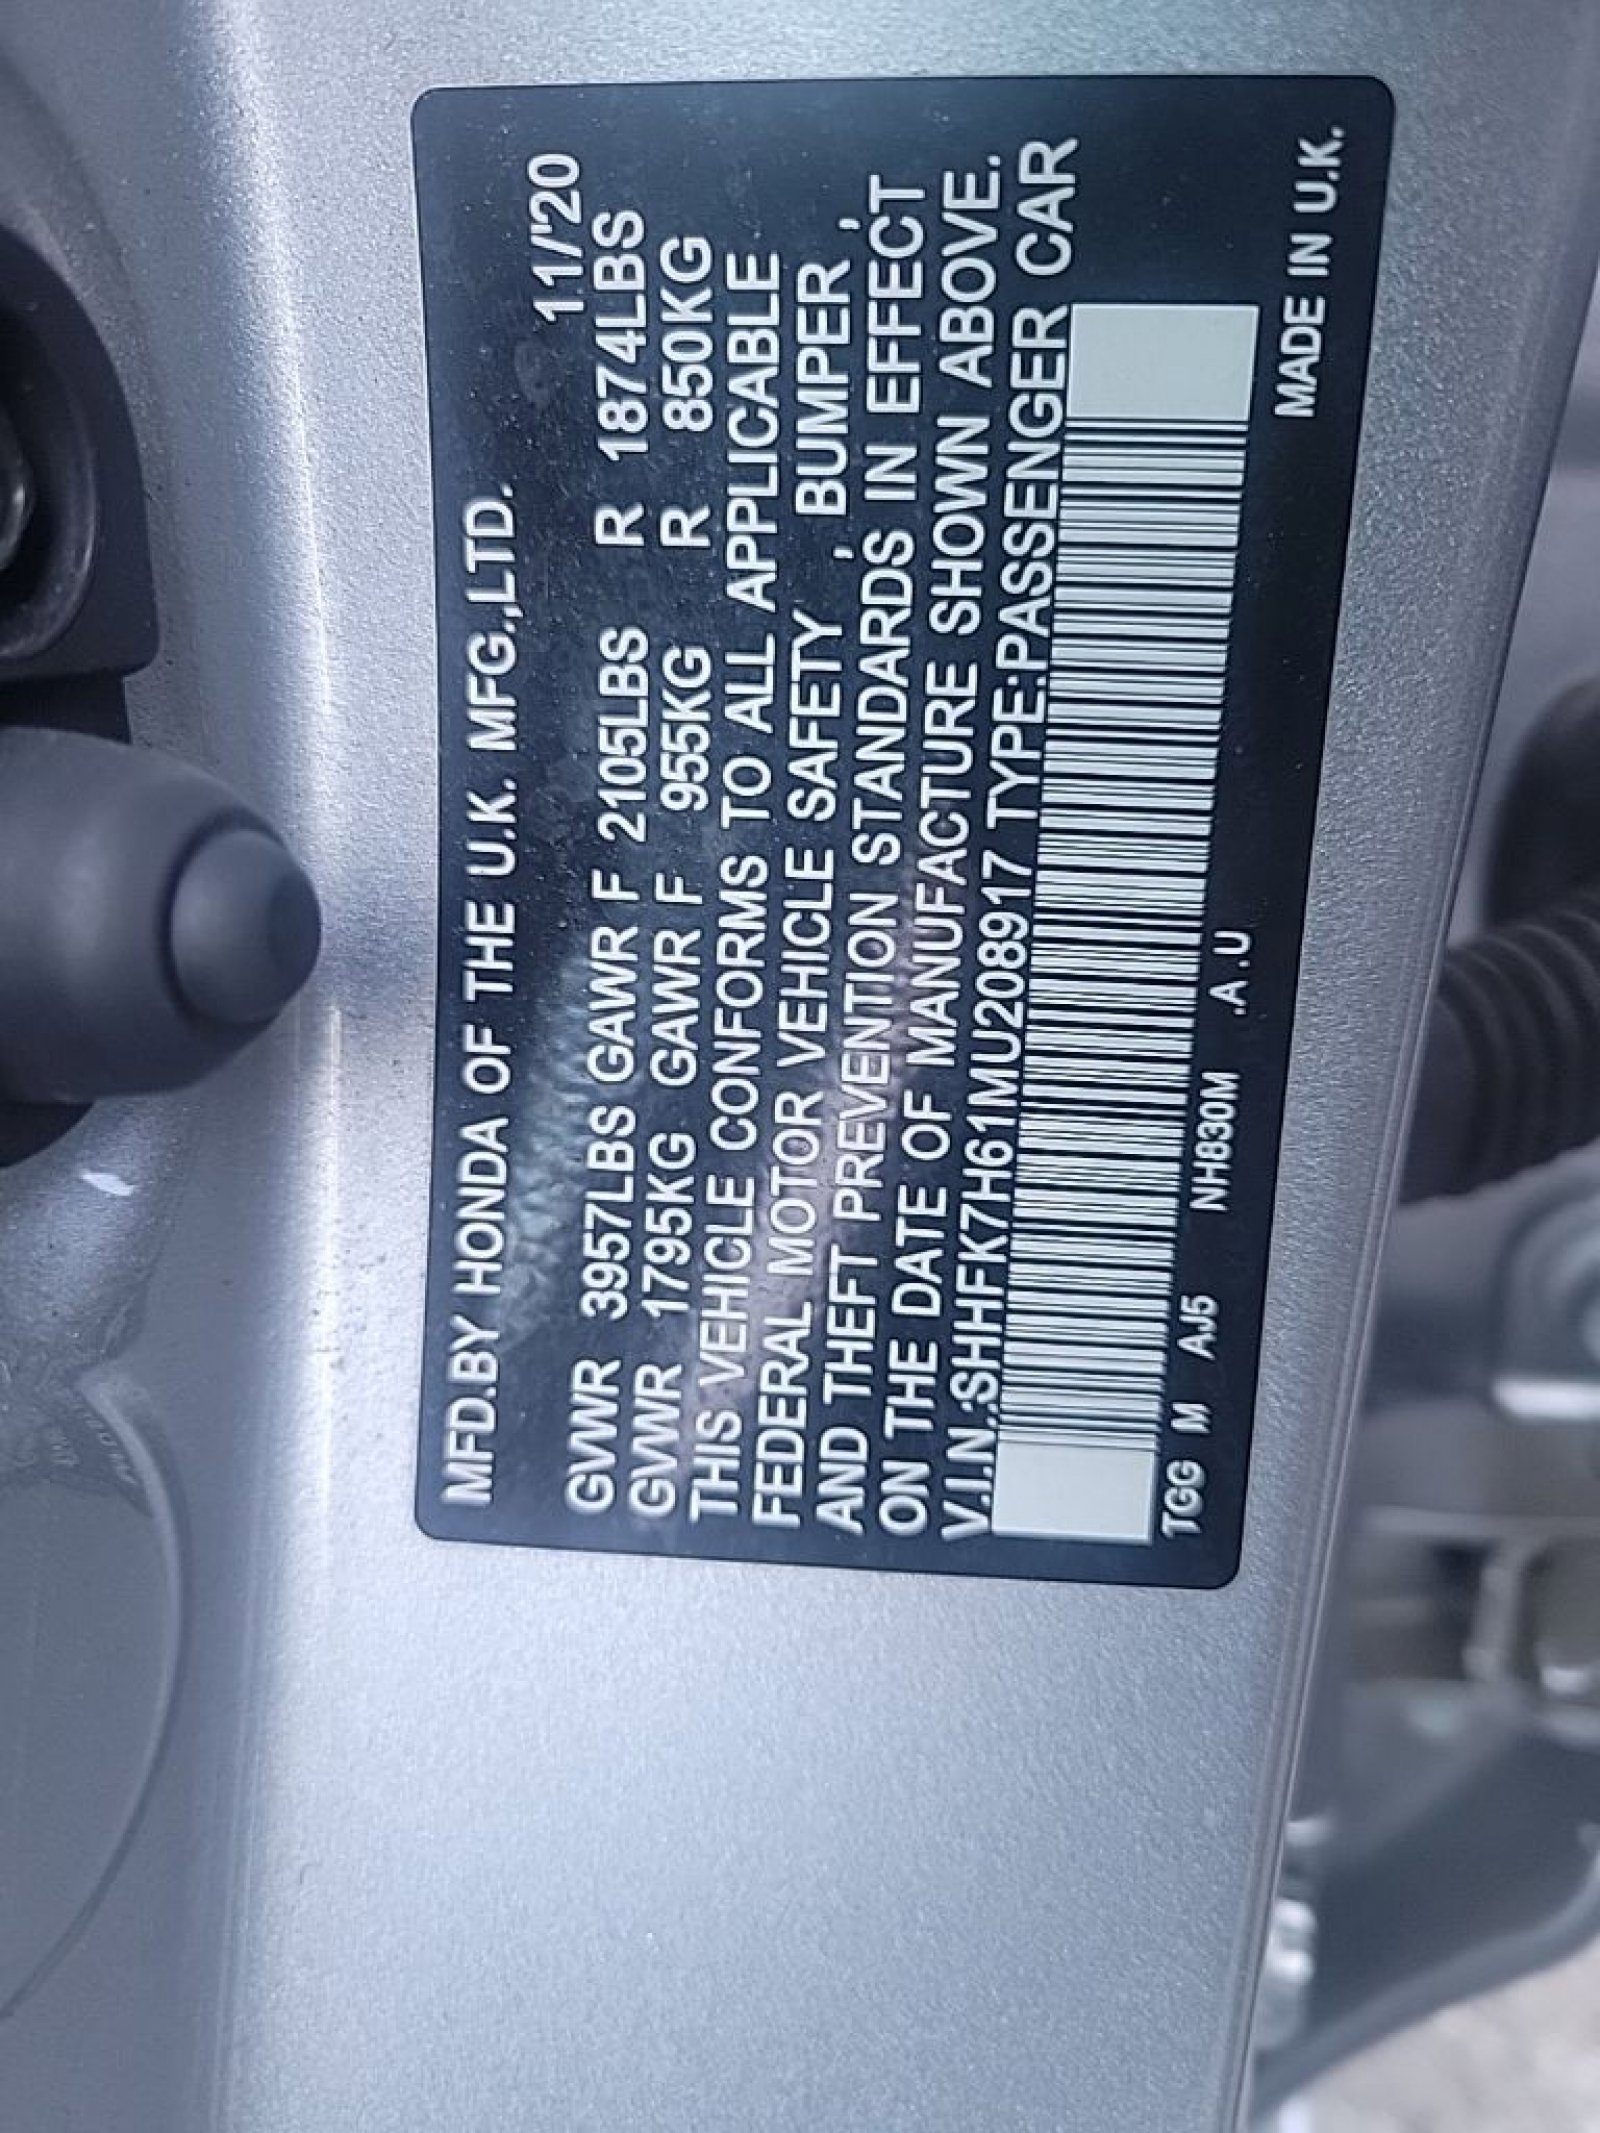 MFD.BY HONDA OF THE U.K. MFG.,LTD.
11/'20
GVWR 3957LBS GAWR F 2105LBS R 1874LBS
GVWR 1795KG GAWR F 955KG R 850KG
THIS VEHICLE CONFORMS TO ALL APPLICABLE
FEDERAL MOTOR VEHICLE SAFETY , BUMPER ,
AND THEFT PREVENTION STANDARDS IN EFFECT
ON THE DATE OF MANUFACTURE SHOWN ABOVE.
V.I.N.:SHHFK7H61MU208917 TYPE:PASSENGER CAR
TGG M AJ5 NH830M .A.U
MADE IN U.K.